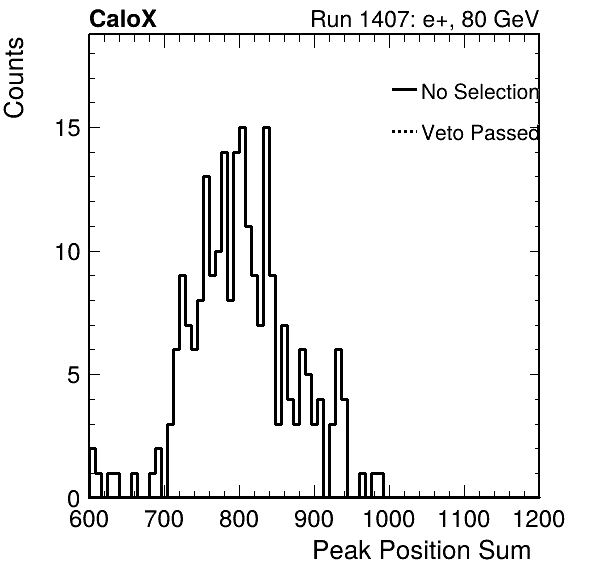 CaloX Run 1407: e+, 80 GeV
Counts
No Selection
Veto Passed
15
10
5
0
600 700 800 900 1000 1100 1200
Peak Position Sum